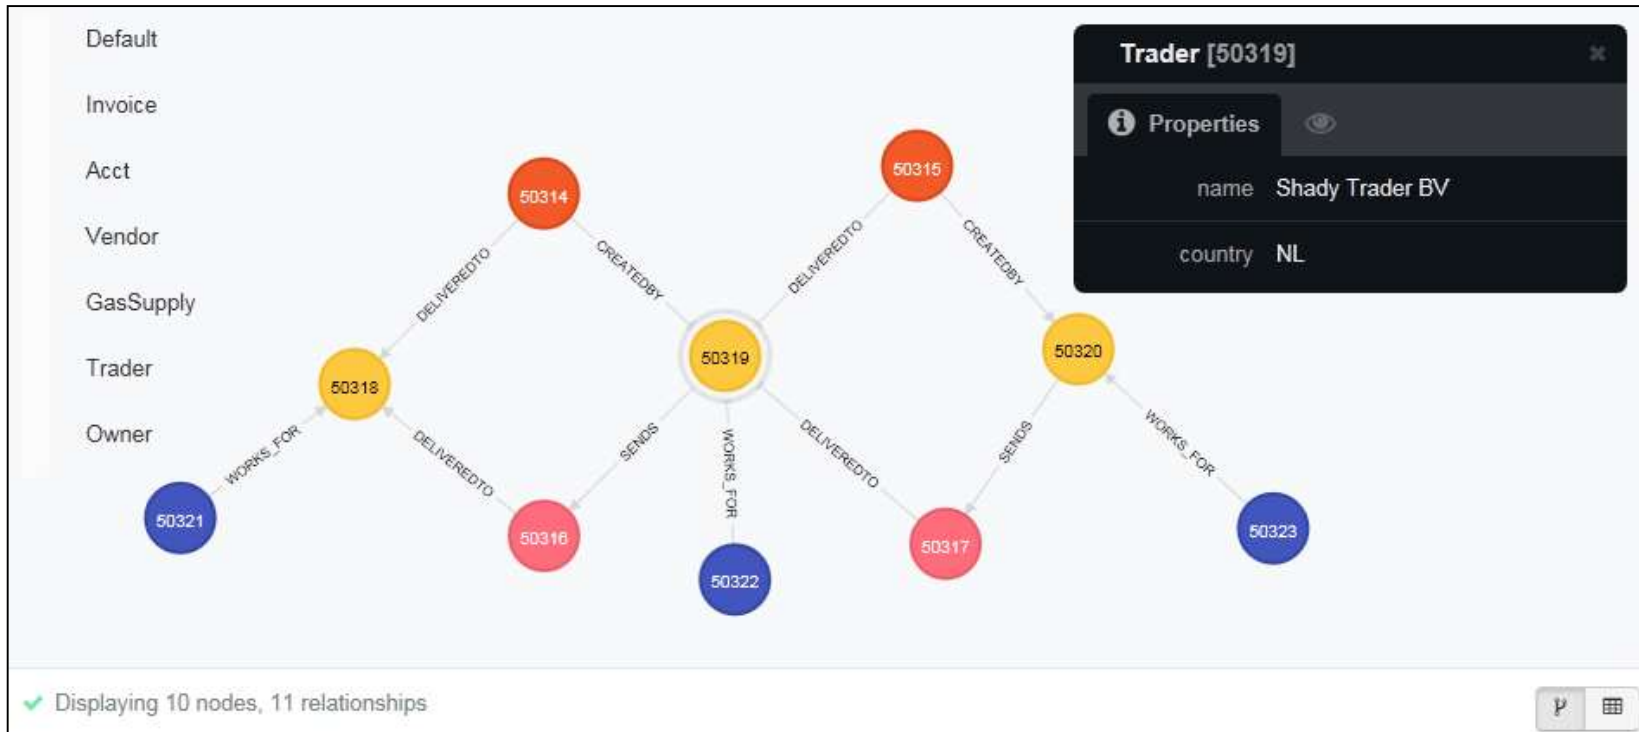 Default
Invoice
Acct
Vendor
GasSupply
Trader
Owner
Trader [50319]
Properties
name Shady Trader BV
country NL
50314
50315
DELIVEREDTO
CREATEDBY
DELIVEREDTO
CREATEDBY
50318
50319
50320
WORKS_FOR
DELIVEREDTO
SENDS
WORKS_FOR
DELIVEREDTO
SENDS
WORKS_FOR
50321
50316
50322
50317
50323
Displaying 10 nodes, 11 relationships